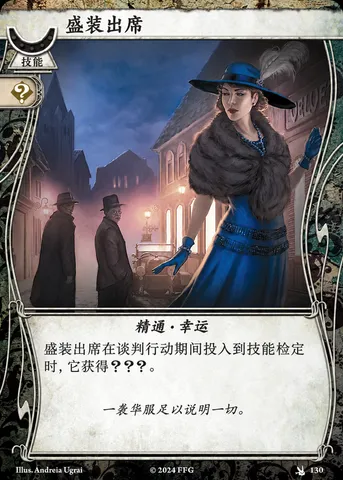 盛装出席
技能
?
精通·幸运
盛装出席在谈判行动期间投入到技能检定
时，它获得???。
一袭华服足以说明一切。
Illus. Andreia Ugrai
© 2024 FFG
130